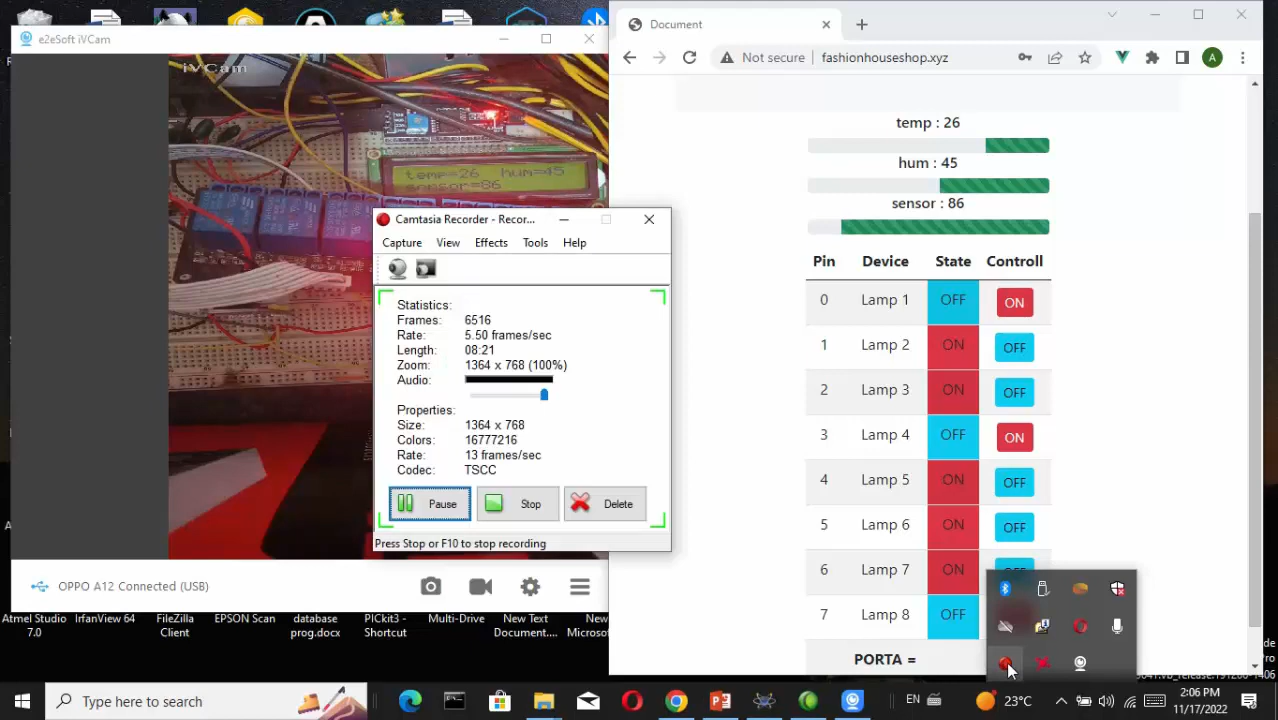 e2eSoft iVCam
iVCam
temp=26 hum=45
sensor=86
OPPO A12 Connected (USB)
Camtasia Recorder - Recor...
Capture View Effects Tools Help
Statistics:
Frames: 6516
Rate: 5.50 frames/sec
Length: 08:21
Zoom: 1364 x 768 (100%)
Audio:
Properties:
Size: 1364 x 768
Colors: 16777216
Rate: 13 frames/sec
Codec: TSCC
Pause Stop Delete
Press Stop or F10 to stop recording
Document
Not secure fashionhouseshop.xyz A
temp : 26
hum : 45
sensor : 86
Pin Device State Controll
0 Lamp 1 OFF ON
1 Lamp 2 ON OFF
2 Lamp 3 ON OFF
3 Lamp 4 OFF ON
4 Lamp 5 ON OFF
5 Lamp 6 ON OFF
6 Lamp 7 ON OFF
7 Lamp 8 OFF
PORTA =
Atmel Studio
7.0
IrfanView 64
FileZilla
Client
EPSON Scan
database
prog.docx
PICkit3 -
Shortcut
Multi-Drive
New Text
Document....
New
Microso
Pro
Type here to search
EN 23°C
2:06 PM
11/17/2022